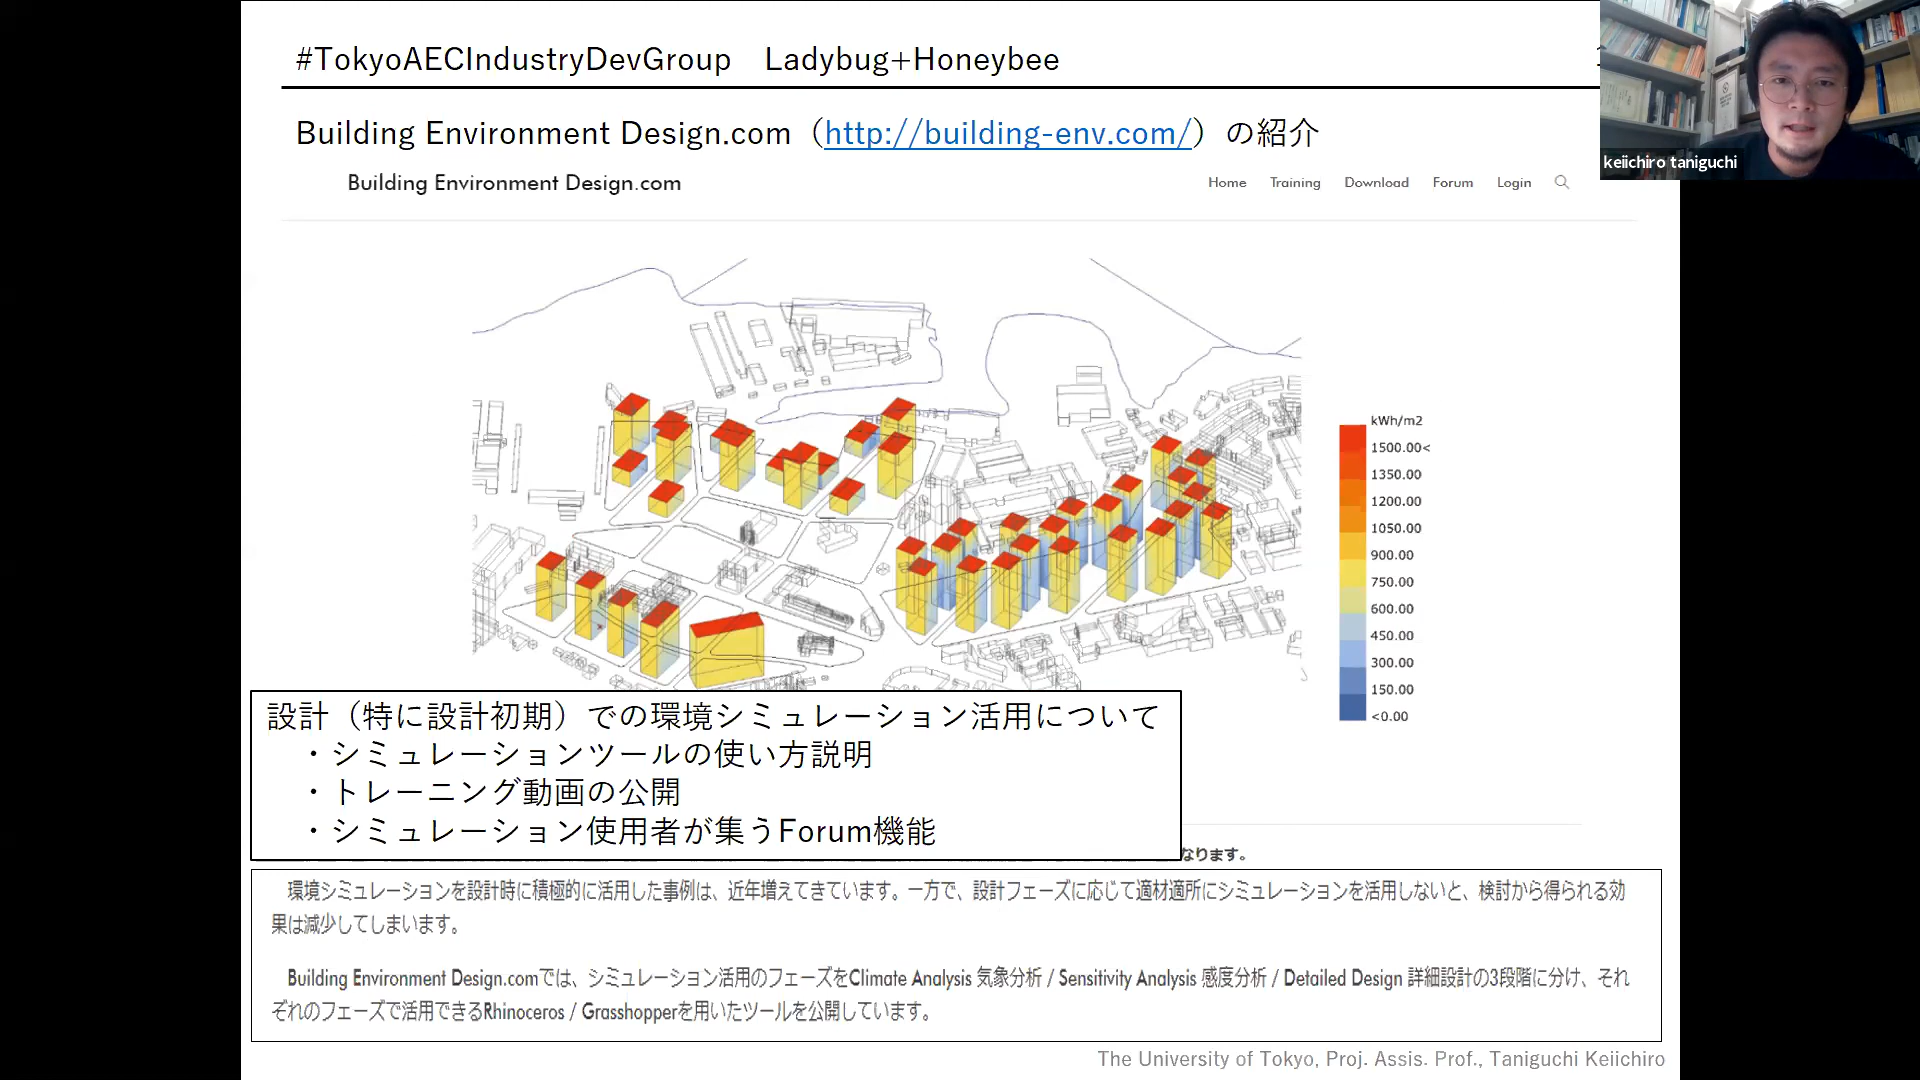 #TokyoAECIndustryDevGroup　Ladybug+Honeybee
keiichiro taniguchi
Building Environment Design.com（http://building-env.com/）の紹介
Building Environment Design.com
Home Training Download Forum Login
kWh/m2
1500.00<
1350.00
1200.00
1050.00
900.00
750.00
600.00
450.00
300.00
150.00
<0.00
設計（特に設計初期）での環境シミュレーション活用について
・シミュレーションツールの使い方説明
・トレーニング動画の公開
・シミュレーション使用者が集うForum機能
なります。
環境シミュレーションを設計時に積極的に活用した事例は、近年増えてきています。一方で、設計フェーズに応じて適材適所にシミュレーションを活用しないと、検討から得られる効
果は減少してしまいます。
Building Environment Design.comでは、シミュレーション活用のフェーズをClimate Analysis 気象分析 / Sensitivity Analysis 感度分析 / Detailed Design 詳細設計の3段階に分け、それ
ぞれのフェーズで活用できるRhinoceros / Grasshopperを用いたツールを公開しています。
The University of Tokyo, Proj. Assis. Prof., Taniguchi Keiichiro